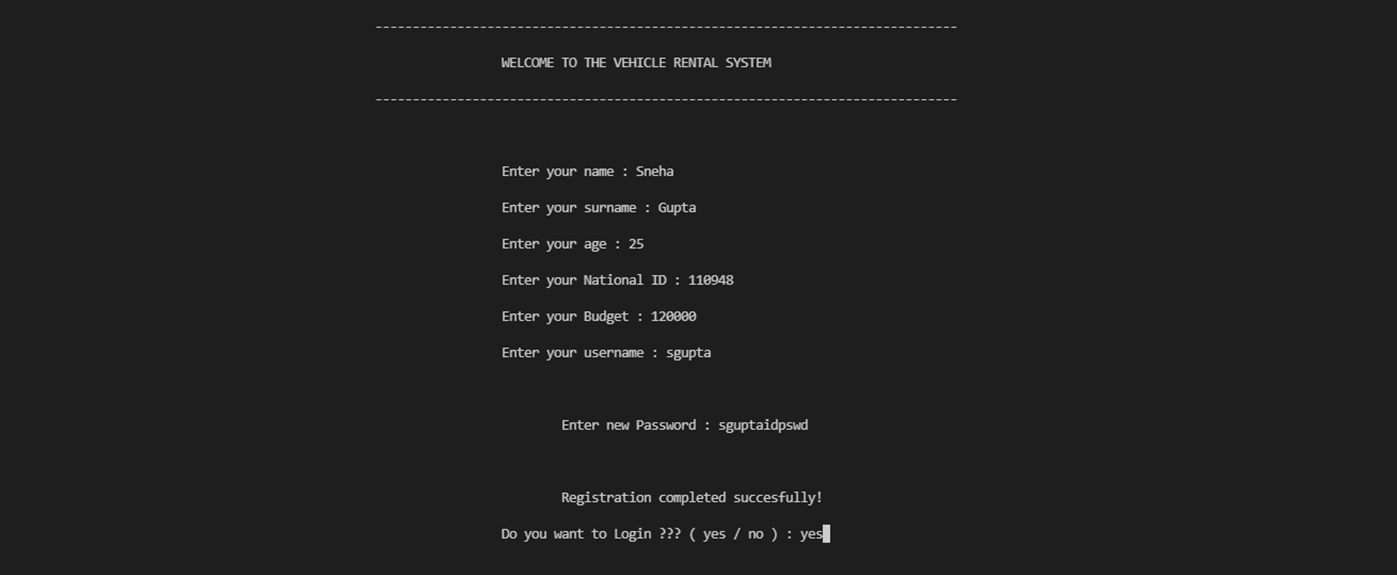 ------------------------------------------------------------------------------
WELCOME TO THE VEHICLE RENTAL SYSTEM
------------------------------------------------------------------------------
Enter your name : Sneha
Enter your surname : Gupta
Enter your age : 25
Enter your National ID : 110948
Enter your Budget : 120000
Enter your username : sgupta
Enter new Password : sguptaidpswd
Registration completed succesfully!
Do you want to Login ??? ( yes / no ) : yes